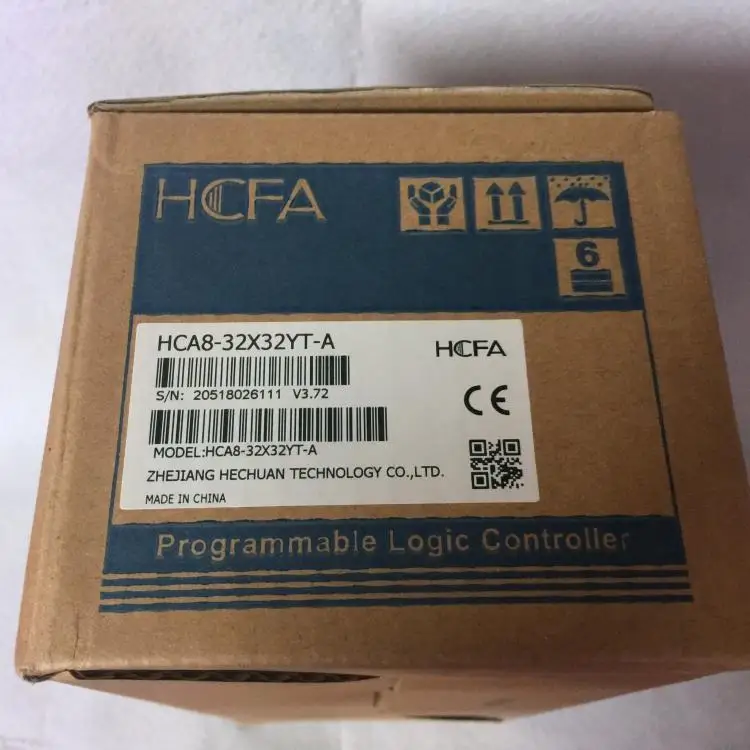 HCFA
6
HCA8-32X32YT-A
HCFA
S/N: 20518026111 V3.72
CE
MODEL:HCA8-32X32YT-A
ZHEJIANG HECHUAN TECHNOLOGY CO.,LTD.
MADE IN CHINA
Programmable Logic Controller